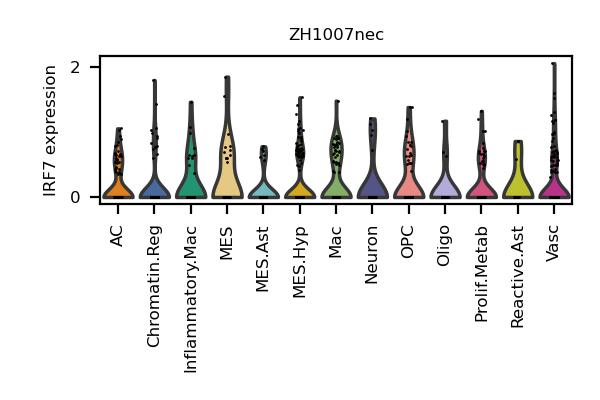 ZH1007nec
IRF7 expression
2
0
AC
Chromatin.Reg
Inflammatory.Mac
MES
MES.Ast
MES.Hyp
Mac
Neuron
OPC
Oligo
Prolif.Metab
Reactive.Ast
Vasc